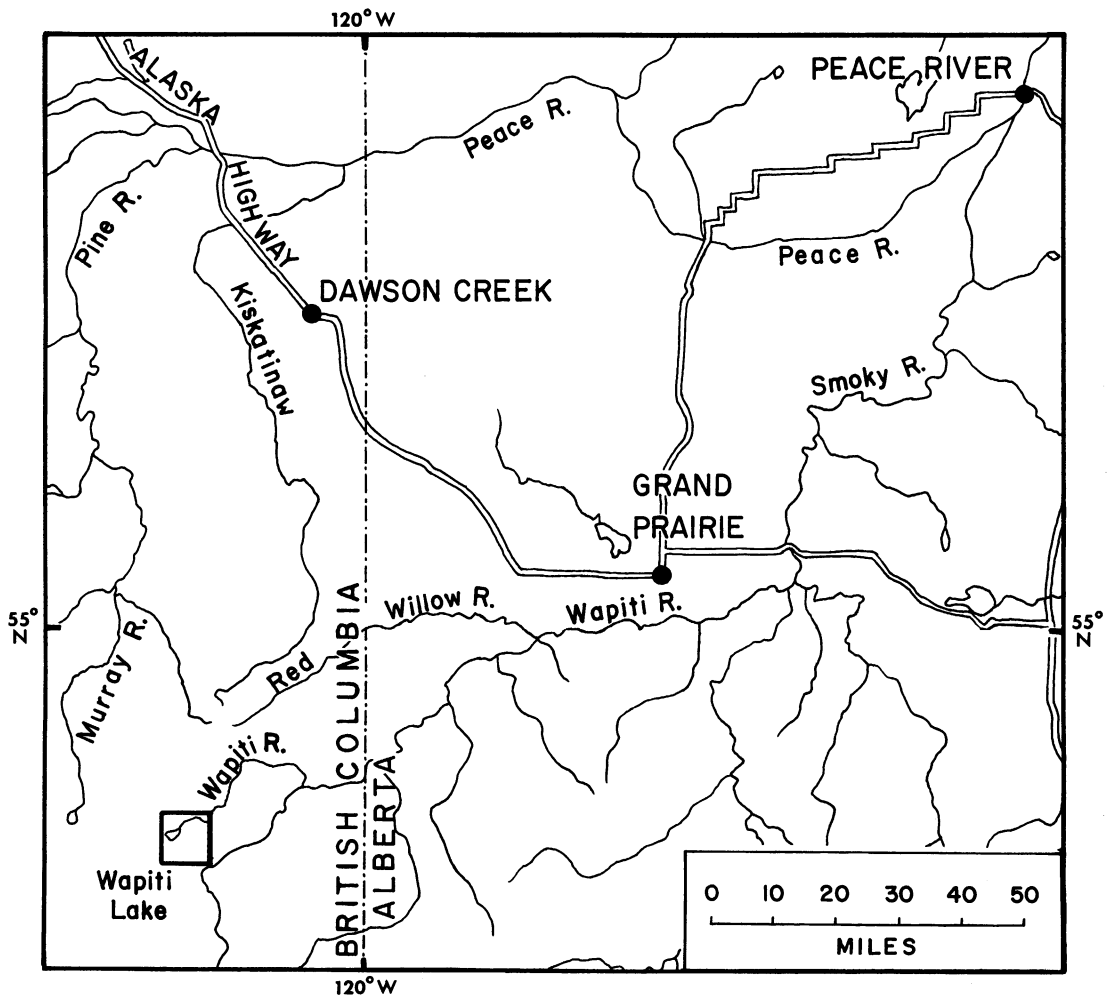 120° W
ALASKA
HIGHWAY
PEACE RIVER
Peace R.
Pine R.
Peace R.
DAWSON CREEK
Kiskatinaw
Smoky R.
GRAND
PRAIRIE
Willow R.
Wapiti R.
55°
N
55°
N
Murray R.
Red
Wapiti R.
BRITISH COLUMBIA
ALBERTA
Wapiti
Lake
0 10 20 30 40 50
MILES
120° W